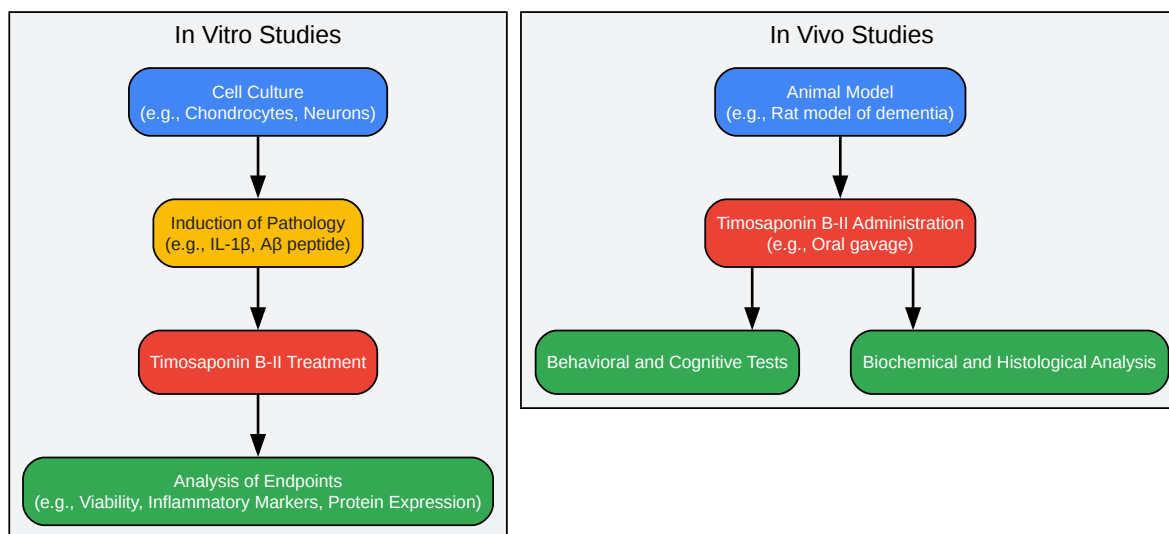 In Vitro Studies
Cell Culture
(e.g., Chondrocytes, Neurons)
Induction of Pathology
(e.g., IL-1β, Aβ peptide)
Timosaponin B-II Treatment
Analysis of Endpoints
(e.g., Viability, Inflammatory Markers, Protein Expression)
In Vivo Studies
Animal Model
(e.g., Rat model of dementia)
Timosaponin B-II Administration
(e.g., Oral gavage)
Behavioral and Cognitive Tests
Biochemical and Histological Analysis